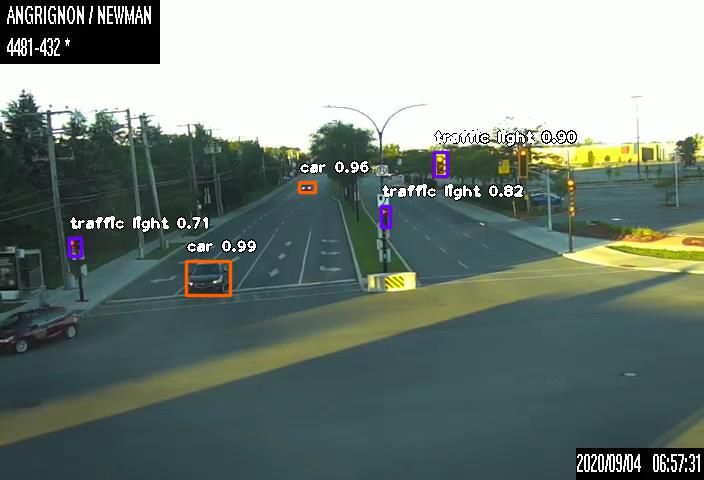 ANGRIGNON / NEWMAN
4481-432 *
traffic light 0.90
car 0.96
traffic light 0.82
traffic light 0.71
car 0.99
2020/09/04 06:57:31